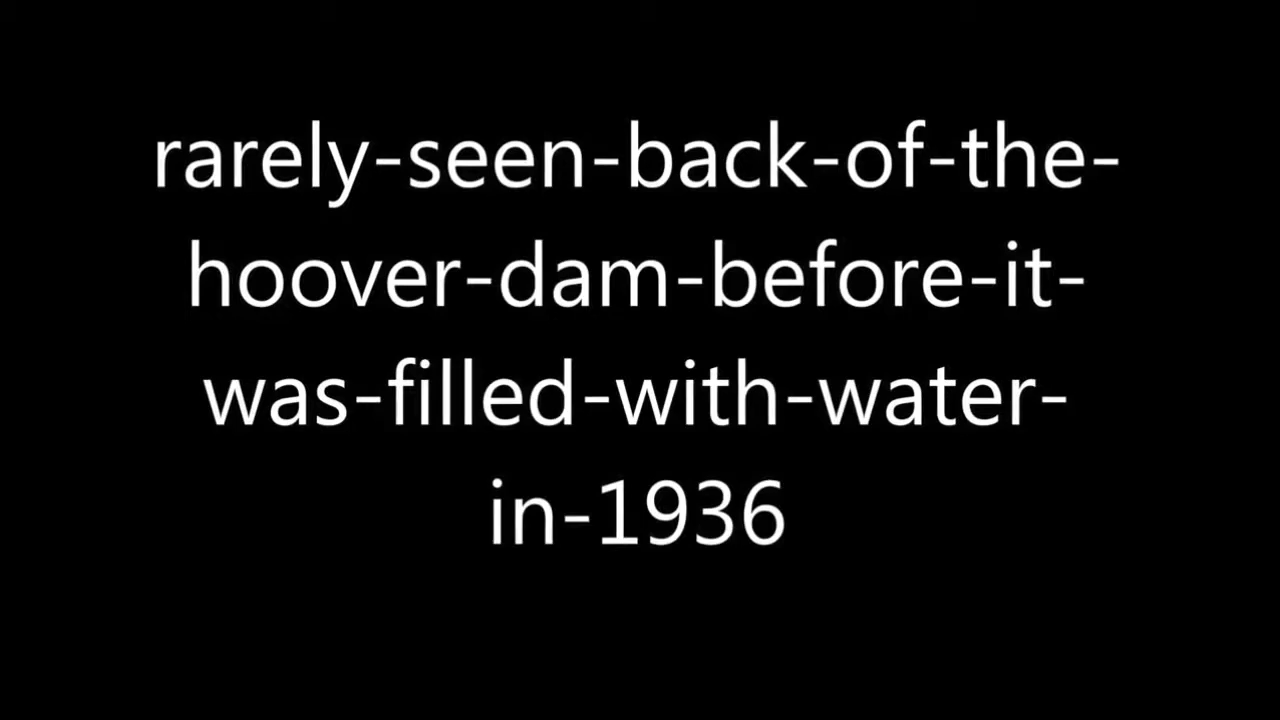 rarely-seen-back-of-the-
hoover-dam-before-it-
was-filled-with-water-
in-1936